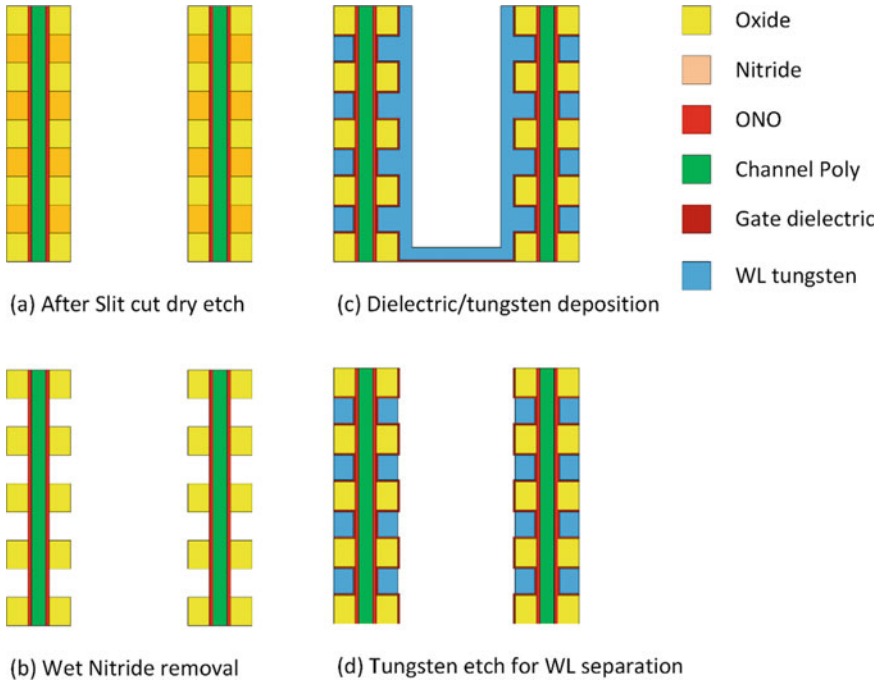 Oxide
Nitride
ONO
Channel Poly
Gate dielectric
WL tungsten
(a) After Slit cut dry etch
(c) Dielectric/tungsten deposition
(b) Wet Nitride removal
(d) Tungsten etch for WL separation